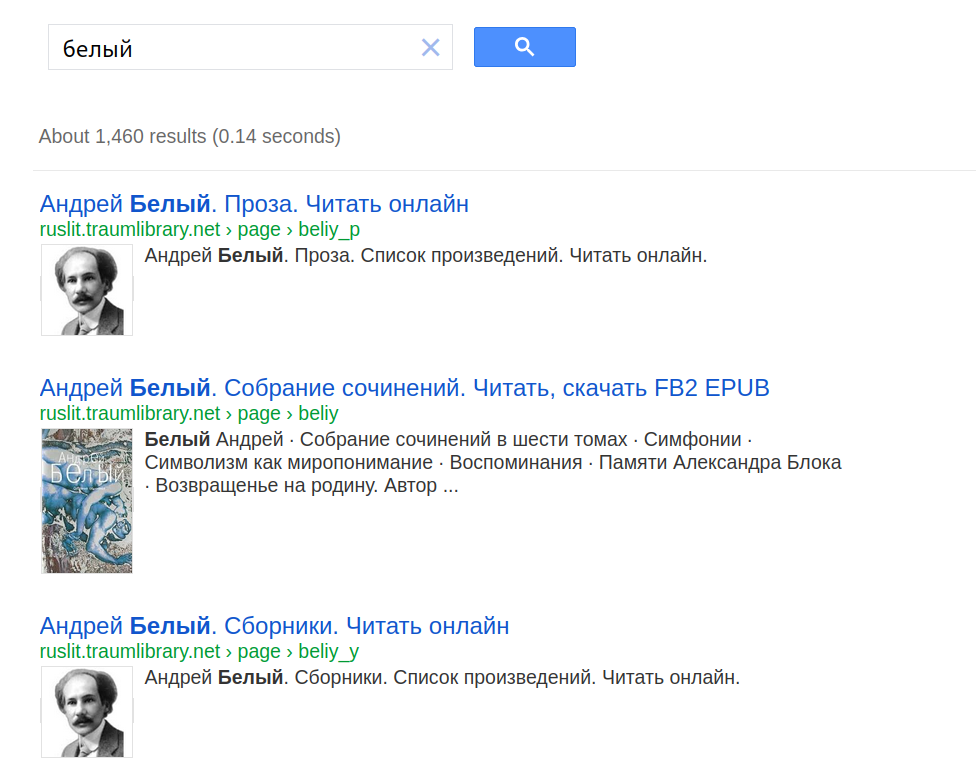 белый
About 1,460 results (0.14 seconds)
Андрей Белый. Проза. Читать онлайн
ruslit.traumlibrary.net › page › beliy_p
Андрей Белый. Проза. Список произведений. Читать онлайн.
Андрей Белый. Собрание сочинений. Читать, скачать FB2 EPUB
ruslit.traumlibrary.net › page › beliy
Белый Андрей · Собрание сочинений в шести томах · Симфонии ·
Символизм как миропонимание · Воспоминания · Памяти Александра Блока
· Возвращенье на родину. Автор ...
Андрей
Белый
Андрей Белый. Сборники. Читать онлайн
ruslit.traumlibrary.net › page › beliy_y
Андрей Белый. Сборники. Список произведений. Читать онлайн.